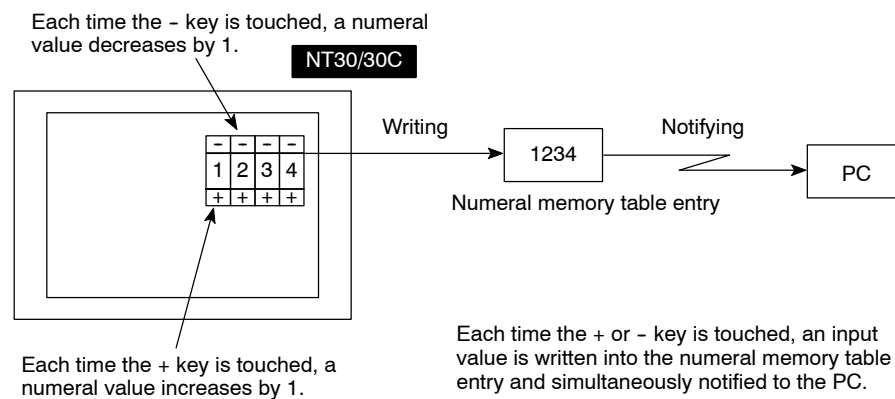 Each time the - key is touched, a numeral
value decreases by 1.
NT30/30C
Writing
Notifying
- - - -
1 2 3 4
+ + + +
1234
PC
Numeral memory table entry
Each time the + key is touched, a
numeral value increases by 1.
Each time the + or - key is touched, an input
value is written into the numeral memory table
entry and simultaneously notified to the PC.